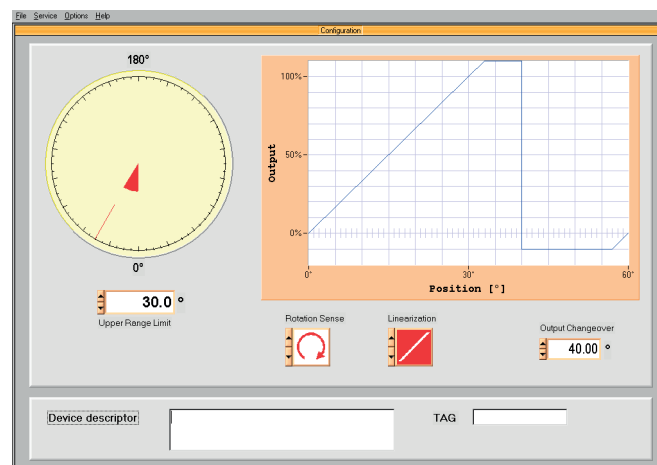 File Service Options Help
Configuration
180°
0°
30.0 °
Upper Range Limit
100%
50%
0%
Output
0° 30° 60°
Position [°]
Rotation Sense
Linearization
Output Changeover
40.00 °
Device descriptor
TAG